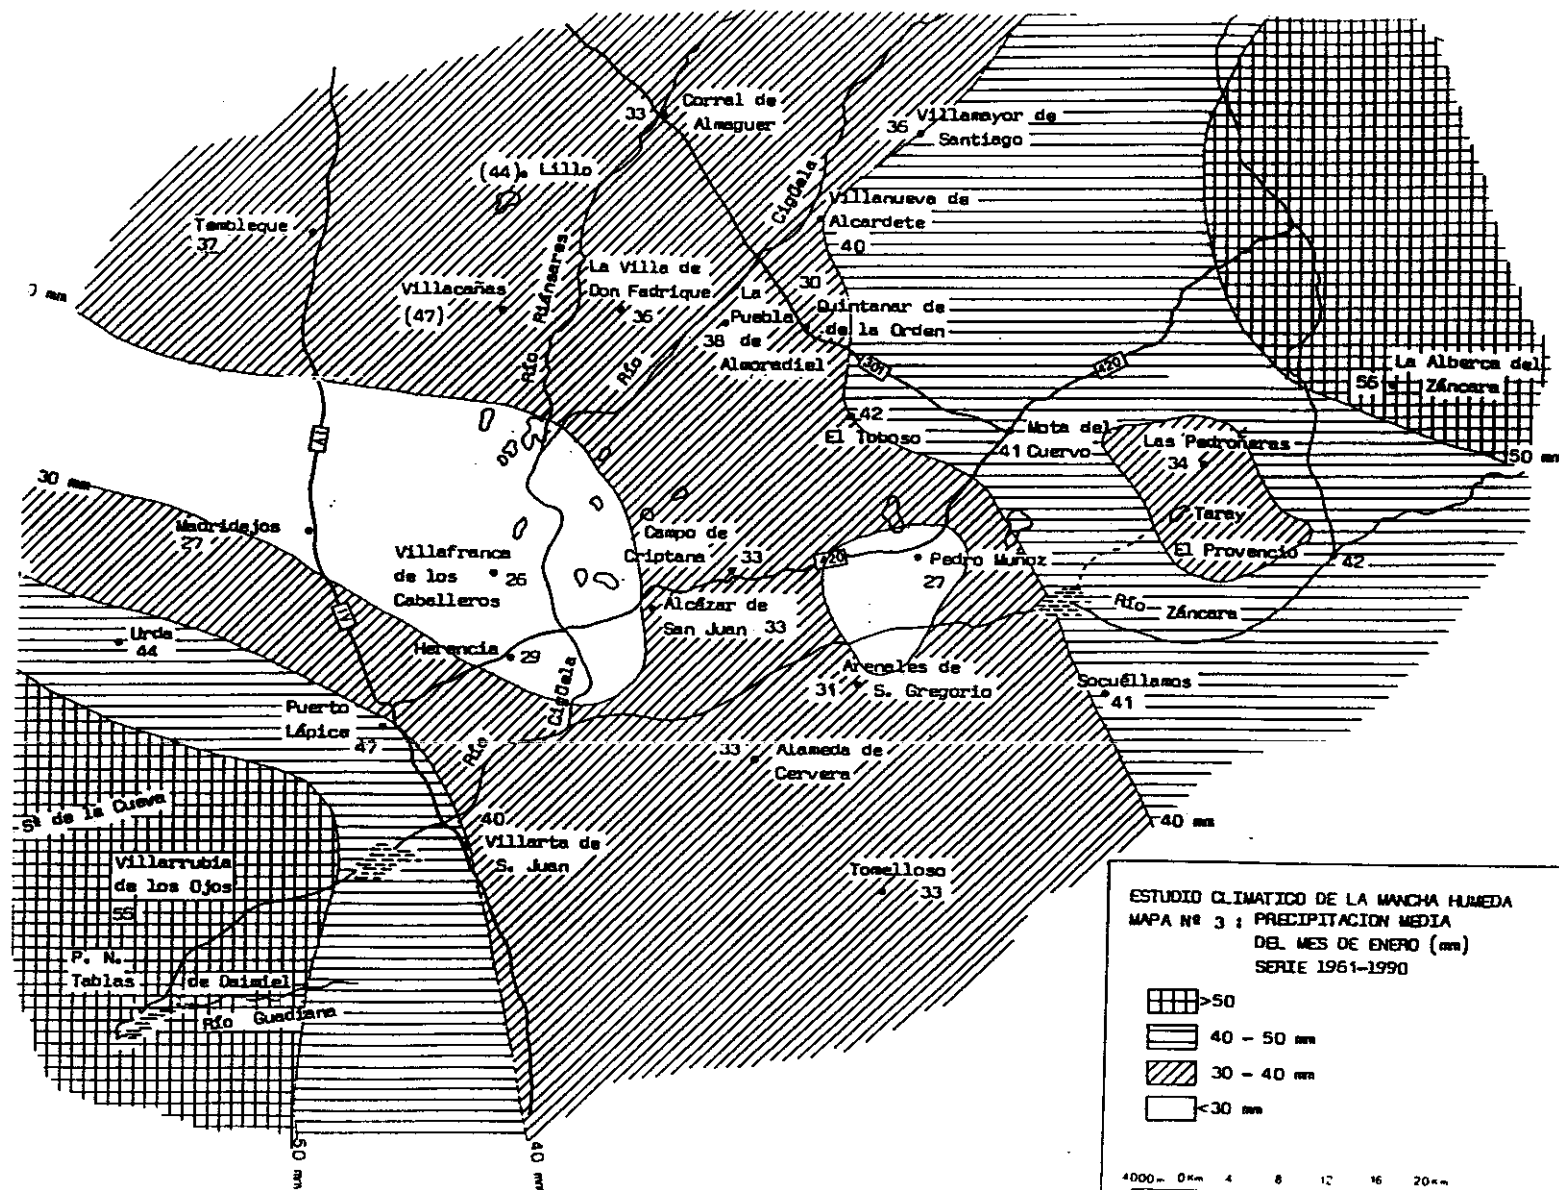 Corral de
Almaguer
33
36
Villamayor de
Santiago
(44)
Lillo
Cigüela
Villanueva de
Alcardete
40
Tembleque
37
Río
Riánsares
La Villa de
Don Fadrique
36
Villacañas
(47)
La
Puebla
de
Almoradiel
38
30
Quintanar de
de la Orden
Río
301
420
La Alberca del
Záncara
56
42
El Toboso
Mota del
Cuervo
41
Las Pedroñeras
34
50 mm
30 mm
IV
Taray
El Provencio
42
Madridejos
27
Villafranca
de los
Caballeros
26
Campo de
Criptana
33
420
Pedro Muñoz
27
Río
Záncara
Urda
44
IV
Alcázar de
San Juan
33
Herencia
29
Arenales de
S. Gregorio
31
Socuéllamos
41
Puerto
Lápice
47
Río
Cigüela
33
Alameda de
Cervera
40 mm
Sª de la Cueva
40
Villarta de
S. Juan
Villarrubia
de los Ojos
55
Tomelloso
33
P. N.
Tablas
de Daimiel
Río Guadiana
50 mm
40 mm
ESTUDIO CLIMATICO DE LA MANCHA HUMEDA
MAPA Nº 3 : PRECIPITACION MEDIA
DEL MES DE ENERO (mm)
SERIE 1961-1990
>50
40 - 50 mm
30 - 40 mm
<30 mm
4000m 0Km 4 8 12 16 20Km